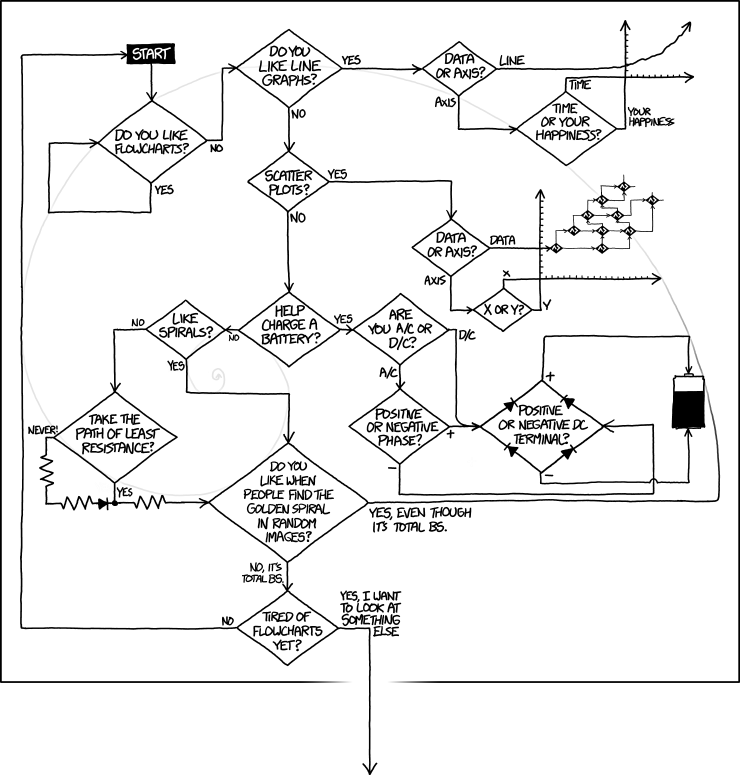 START
DO YOU
LIKE LINE
GRAPHS?
YES
NO
DATA
OR AXIS?
LINE
AXIS
TIME
TIME
OR YOUR
HAPPINESS?
YOUR
HAPPINESS
DO YOU LIKE
FLOWCHARTS?
NO
YES
SCATTER
PLOTS?
YES
NO
DATA
OR AXIS?
DATA
AXIS
X
X OR Y?
Y
LIKE
SPIRALS?
NO
YES
HELP
CHARGE A
BATTERY?
NO
YES
ARE
YOU A/C OR
D/C?
D/C
A/C
POSITIVE
OR NEGATIVE
PHASE?
+
-
POSITIVE
OR NEGATIVE DC
TERMINAL?
+
-
TAKE THE
PATH OF LEAST
RESISTANCE?
NEVER!
YES
DO YOU
LIKE WHEN
PEOPLE FIND THE
GOLDEN SPIRAL
IN RANDOM
IMAGES?
YES, EVEN THOUGH
IT'S TOTAL BS.
NO, IT'S
TOTAL BS.
TIRED OF
FLOWCHARTS
YET?
NO
YES, I WANT
TO LOOK AT
SOMETHING
ELSE